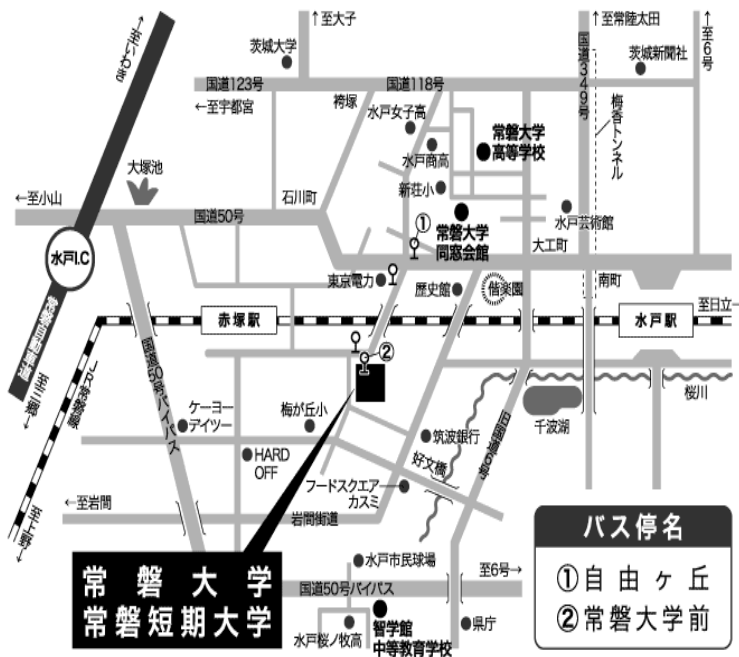 ↑至大子
↑至常陸太田
↑至6号
←至いわき
茨城大学
国道349号
茨城新聞社
国道123号
国道118号
←至宇都宮
袴塚
水戸女子高
梅香トンネル
常磐大学
高等学校
水戸商高
大塚池
新荘小
←至小山
石川町
国道50号
①
水戸芸術館
常磐大学
同窓会館
大工町
水戸I.C
東京電力
歴史館
偕楽園
南町
至日立→
赤塚駅
水戸駅
常磐自動車道
国道50号バイパス
②
JR常磐線
至三郷→
桜川
ケーヨー
デイツー
梅が丘小
千波湖
筑波銀行
旧国道6号
HARD
OFF
好文橋
フードスクエア
カスミ
←至岩間
岩間街道
至上野→
バス停名
①自由ヶ丘
②常磐大学前
常磐大学
常磐短期大学
水戸市民球場
至6号→
国道50号バイパス
水戸桜ノ牧高
智学館
中等教育学校
県庁